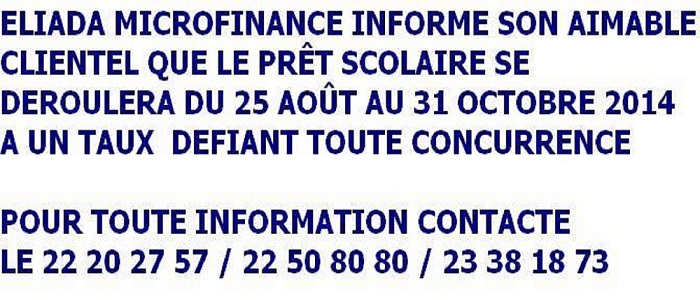 ELIADA MICROFINANCE INFORME SON AIMABLE
CLIENTEL QUE LE PRÊT SCOLAIRE SE
DEROULERA DU 25 AOÛT AU 31 OCTOBRE 2014
A UN TAUX DEFIANT TOUTE CONCURRENCE
POUR TOUTE INFORMATION CONTACTE
LE 22 20 27 57 / 22 50 80 80 / 23 38 18 73